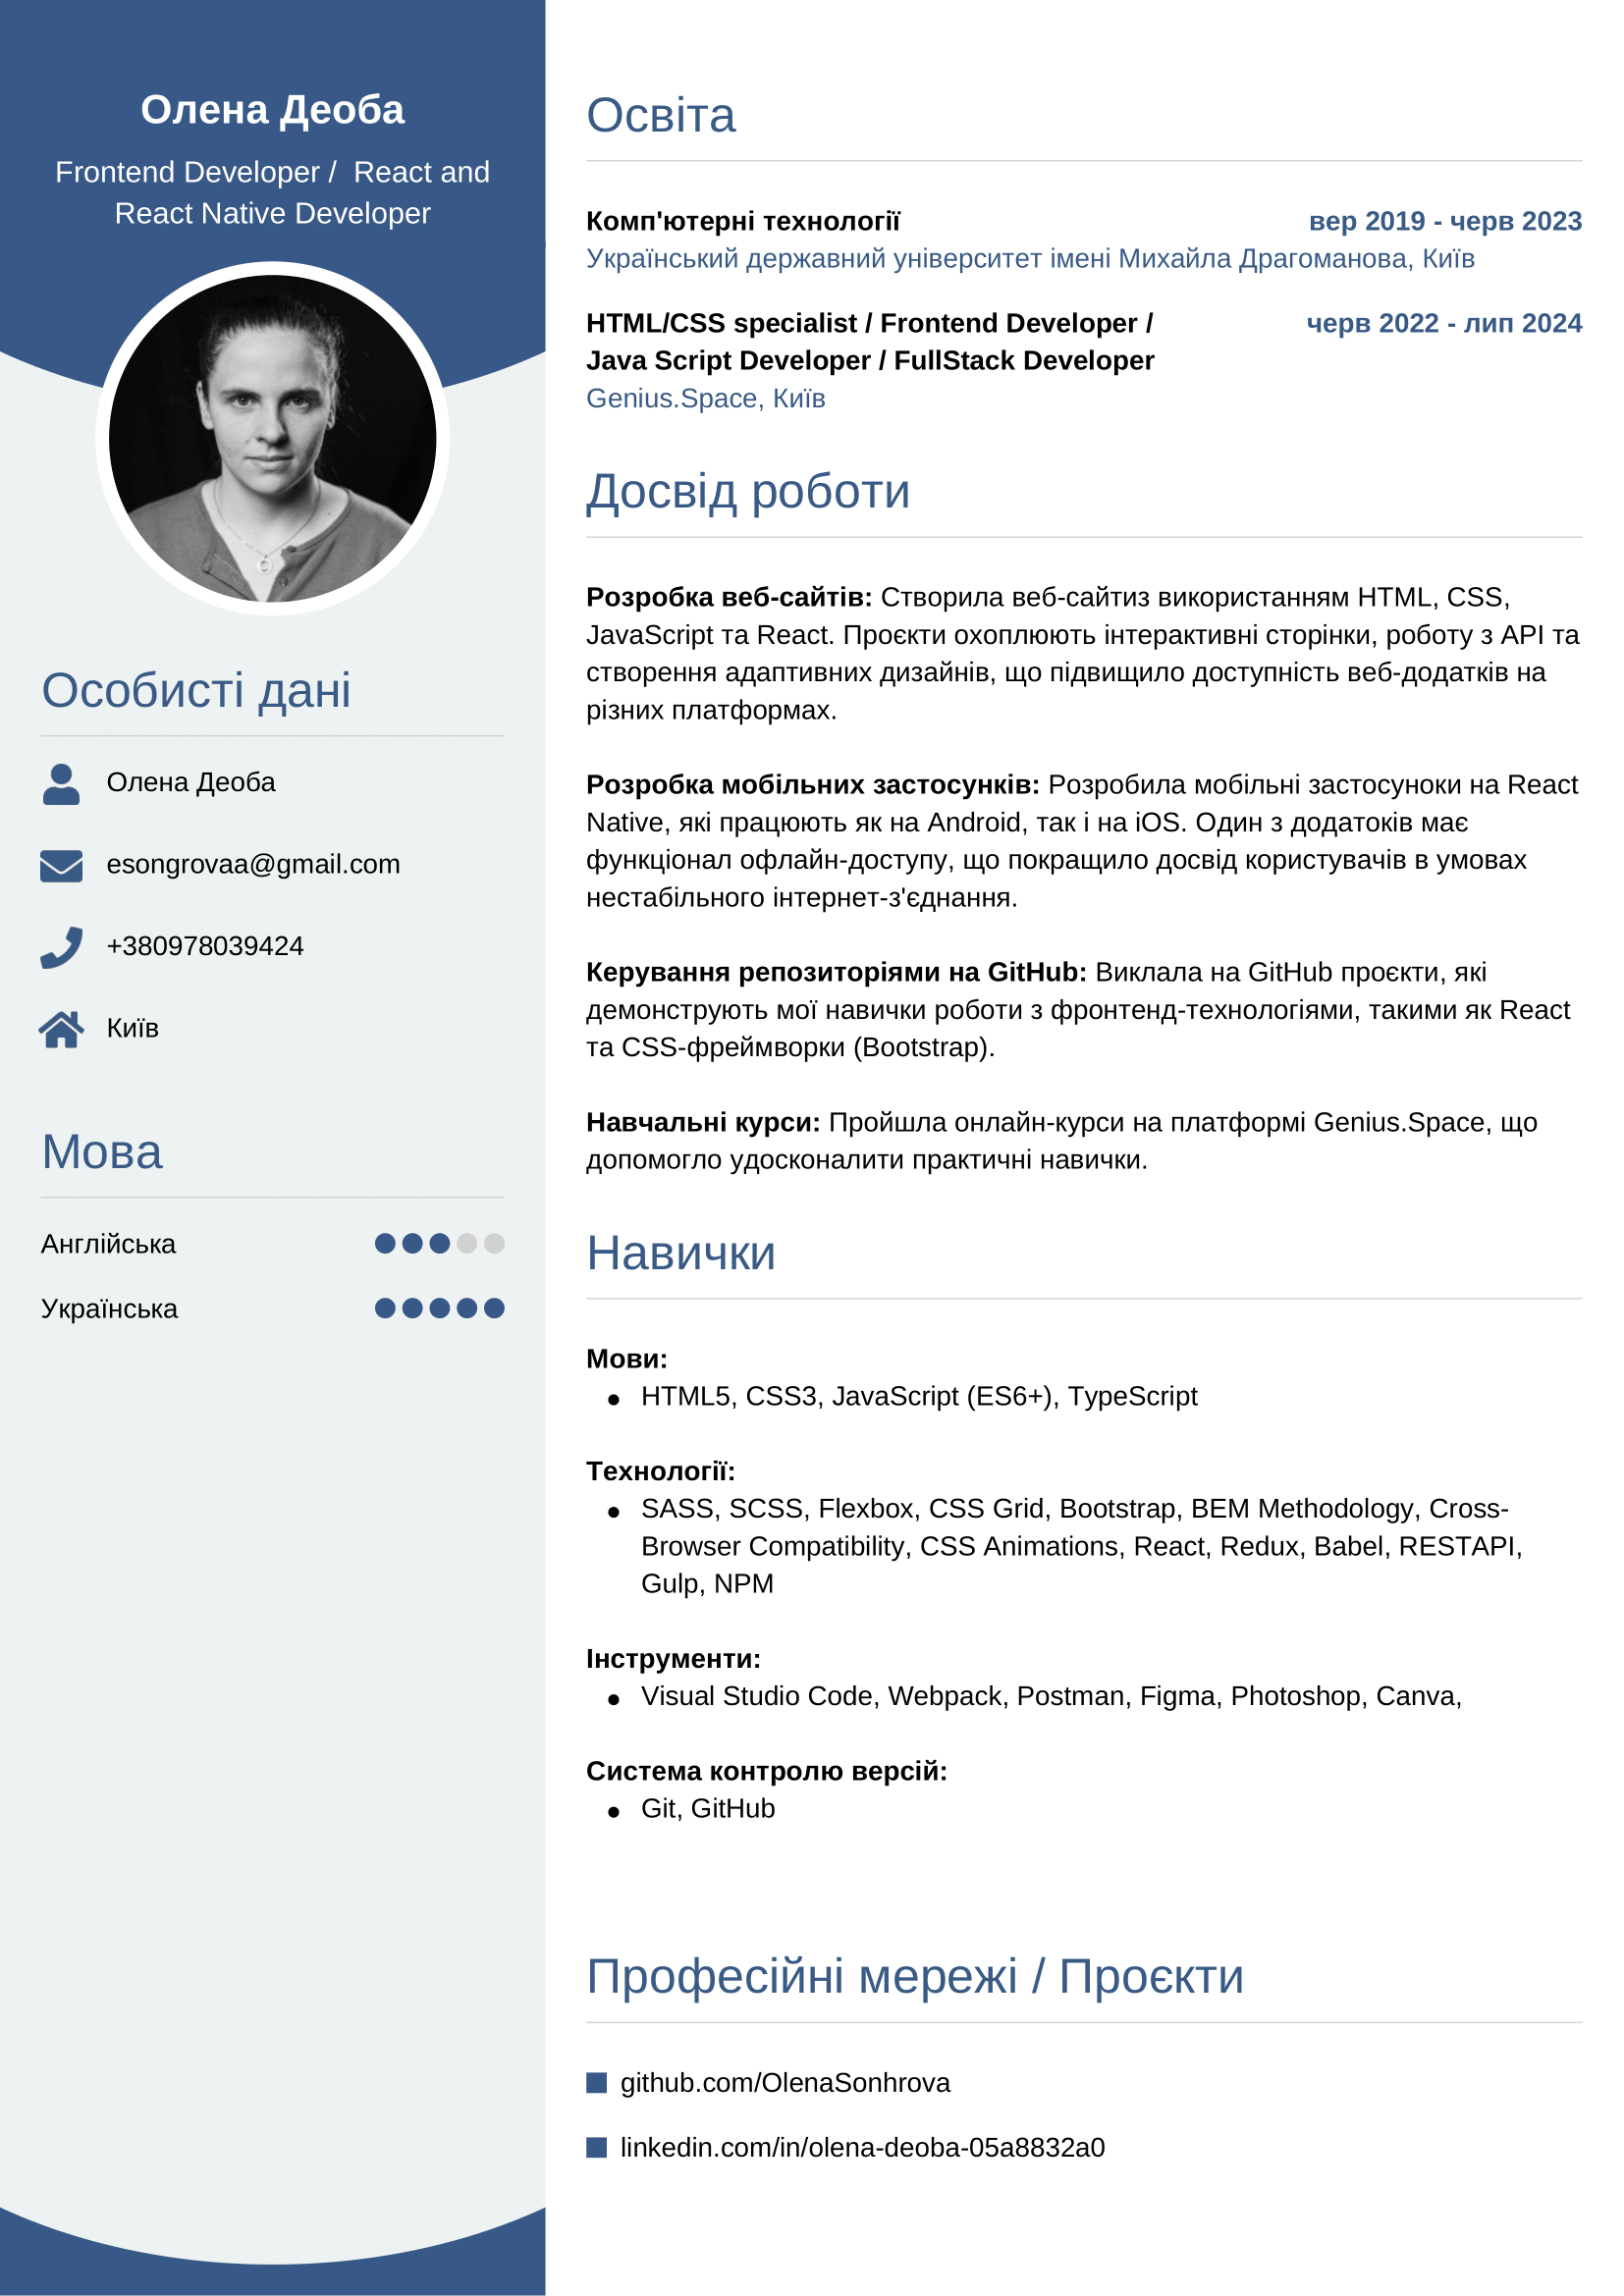 Олена Деоба
Frontend Developer / React and
React Native Developer
Особисті дані
Олена Деоба
esongrovaa@gmail.com
+380978039424
Київ
Мова
Англійська
Українська
Освіта
Комп'ютерні технології вер 2019 - черв 2023
Український державний університет імені Михайла Драгоманова, Київ
HTML/CSS specialist / Frontend Developer / черв 2022 - лип 2024
Java Script Developer / FullStack Developer
Genius.Space, Київ
Досвід роботи
Розробка веб-сайтів: Створила веб-сайтиз використанням HTML, CSS,
JavaScript та React. Проєкти охоплюють інтерактивні сторінки, роботу з API та
створення адаптивних дизайнів, що підвищило доступність веб-додатків на
різних платформах.
Розробка мобільних застосунків: Розробила мобільні застосуноки на React
Native, які працюють як на Android, так і на iOS. Один з додатоків має
функціонал офлайн-доступу, що покращило досвід користувачів в умовах
нестабільного інтернет-з'єднання.
Керування репозиторіями на GitHub: Виклала на GitHub проєкти, які
демонструють мої навички роботи з фронтенд-технологіями, такими як React
та CSS-фреймворки (Bootstrap).
Навчальні курси: Пройшла онлайн-курси на платформі Genius.Space, що
допомогло удосконалити практичні навички.
Навички
Мови:
● HTML5, CSS3, JavaScript (ES6+), TypeScript
Технології:
● SASS, SCSS, Flexbox, CSS Grid, Bootstrap, BEM Methodology, Cross-
Browser Compatibility, CSS Animations, React, Redux, Babel, RESTAPI,
Gulp, NPM
Інструменти:
● Visual Studio Code, Webpack, Postman, Figma, Photoshop, Canva,
Система контролю версій:
● Git, GitHub
Професійні мережі / Проєкти
github.com/OlenaSonhrova
linkedin.com/in/olena-deoba-05a8832a0